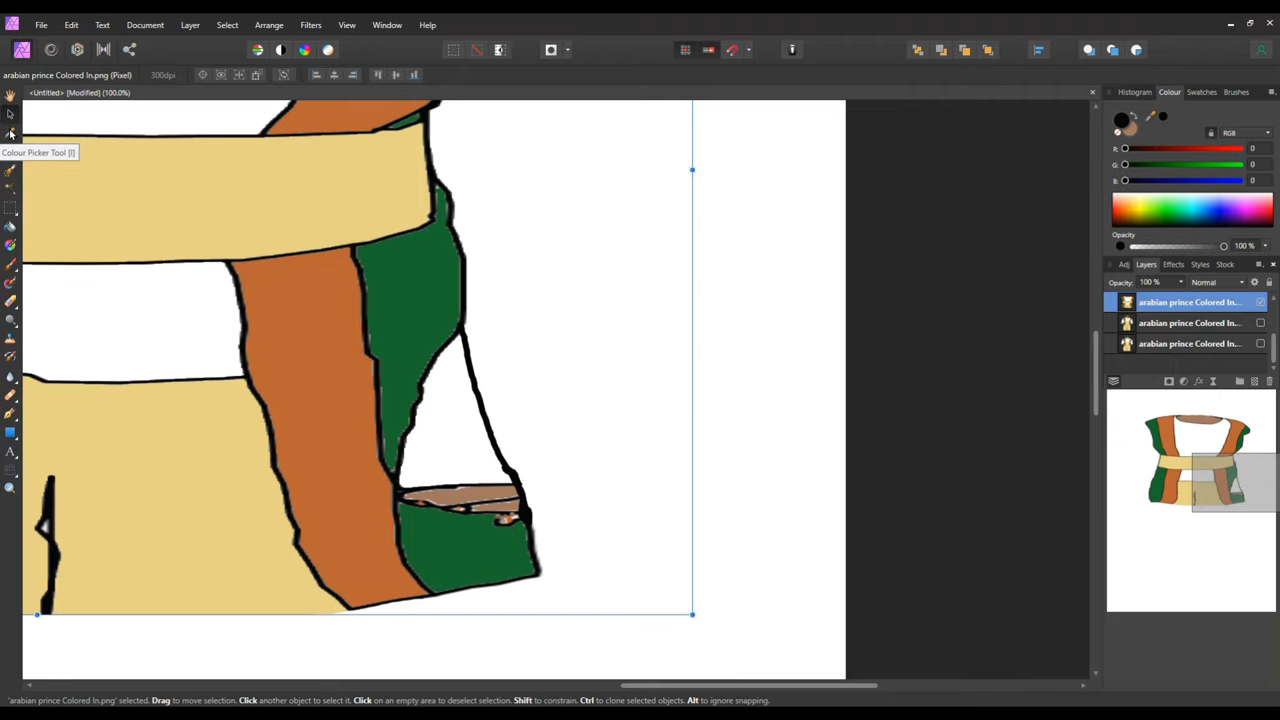 File Edit Text Document Layer Select Arrange Filters View Window Help
arabian prince Colored In.png (Pixel) 300dpi
<Untitled> [Modified] (100.0%)
Histogram Colour Swatches Brushes
RGB
R: 0
G: 0
B: 0
Colour Picker Tool [I]
Opacity
100 %
Adj Layers Effects Styles Stock
Opacity: 100 % Normal
arabian prince Colored In....
arabian prince Colored In....
arabian prince Colored In....
'arabian prince Colored In.png' selected. Drag to move selection. Click another object to select it. Click on an empty area to deselect selection. Shift to constrain. Ctrl to clone selected objects. Alt to ignore snapping.